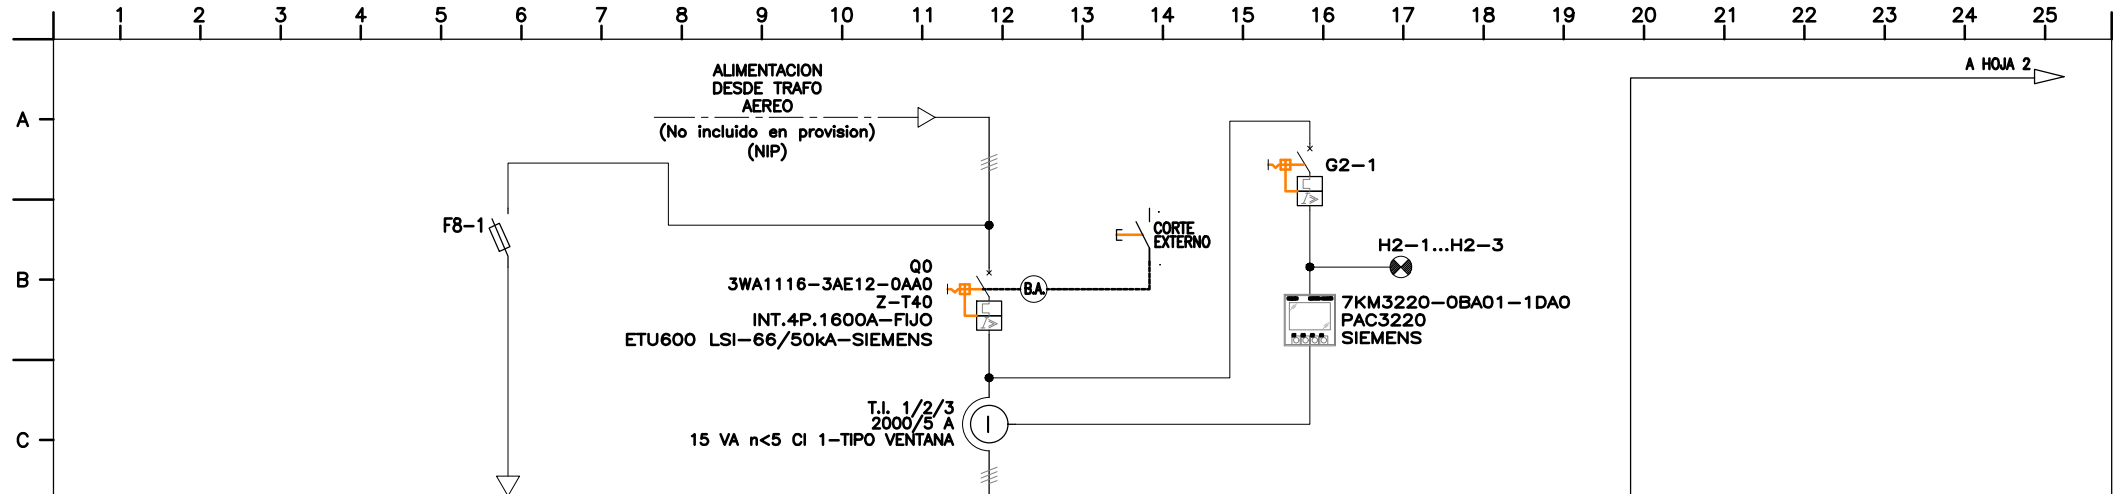 1 2 3 4 5 6 7 8 9 10 11 12 13 14 15 16 17 18 19 20 21 22 23 24 25
A HOJA 2
ALIMENTACION
DESDE TRAFO
AEREO
A
(No incluido en provision)
(NIP)
G2-1
F8-1
CORTE
EXTERNO
H2-1...H2-3
B
Q0
3WA1116-3AE12-0AA0
Z-T40
INT.4P.1600A-FIJO
ETU600 LSI-66/50kA-SIEMENS
B.A.
7KM3220-0BA01-1DA0
PAC3220
SIEMENS
C
T.I. 1/2/3
2000/5 A
15 VA n<5 Cl 1-TIPO VENTANA
I